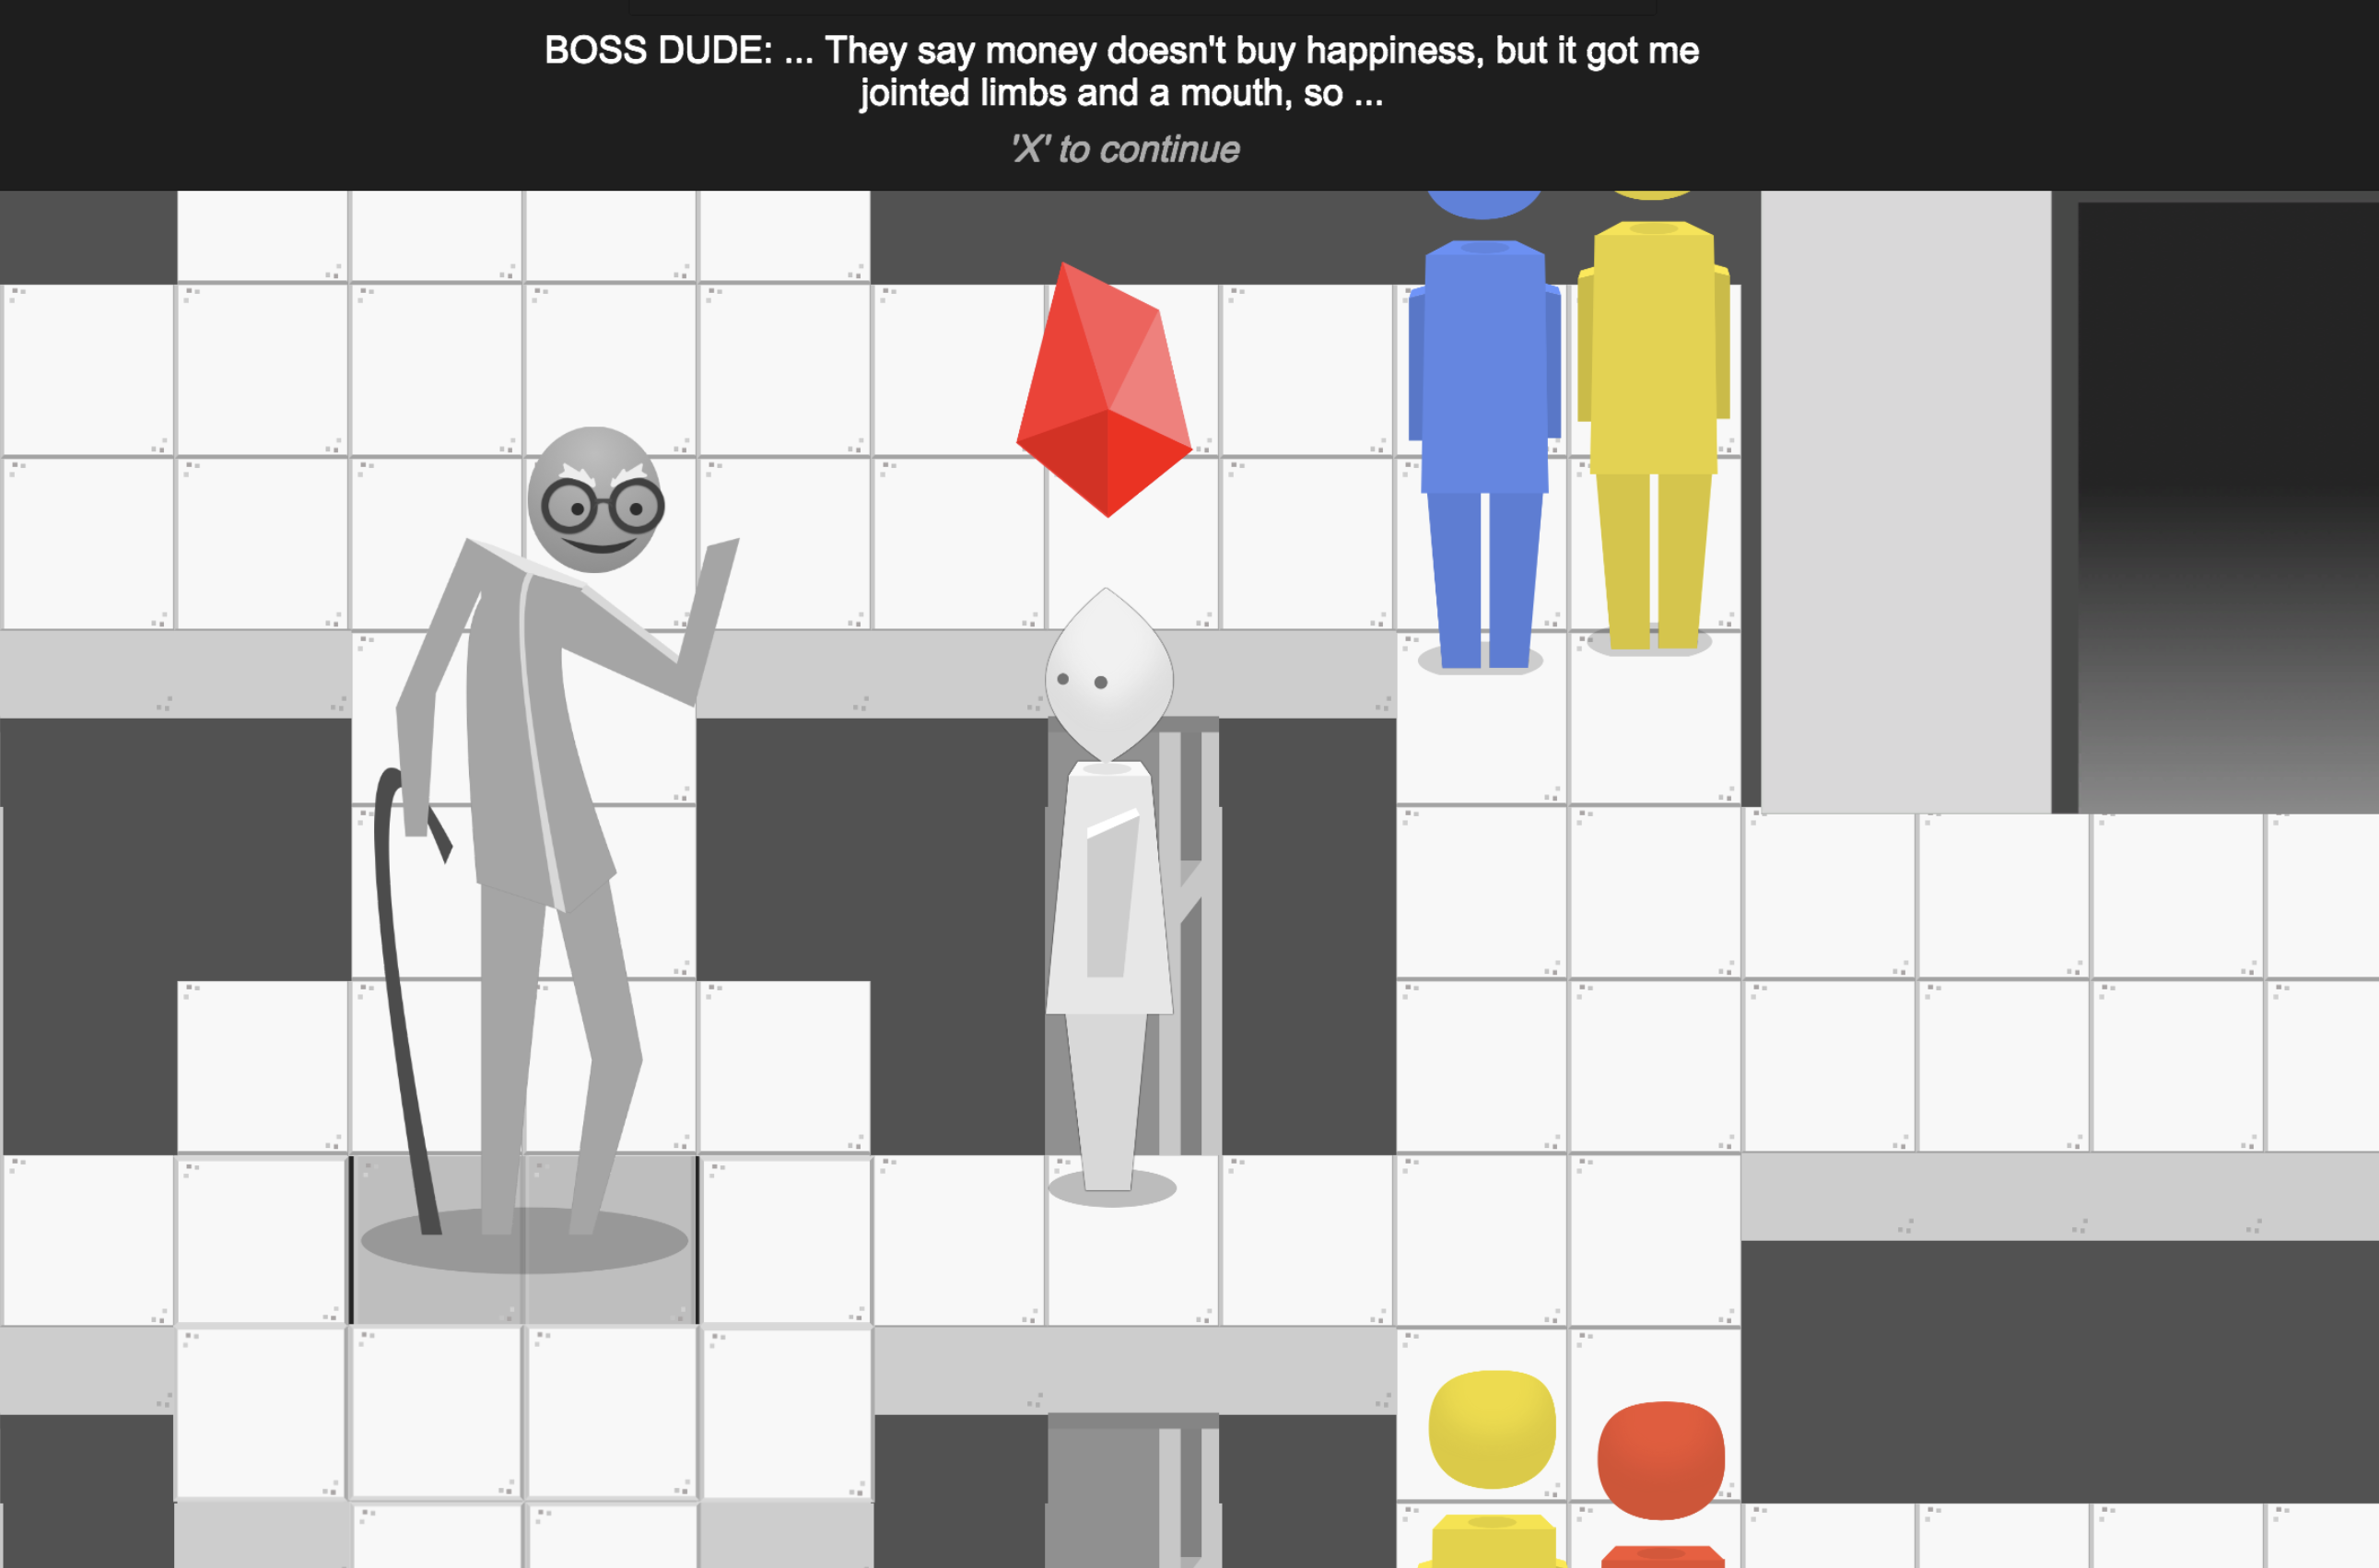 BOSS DUDE: ... They say money doesn't buy happiness, but it got me
jointed limbs and a mouth, so ...
'X' to continue